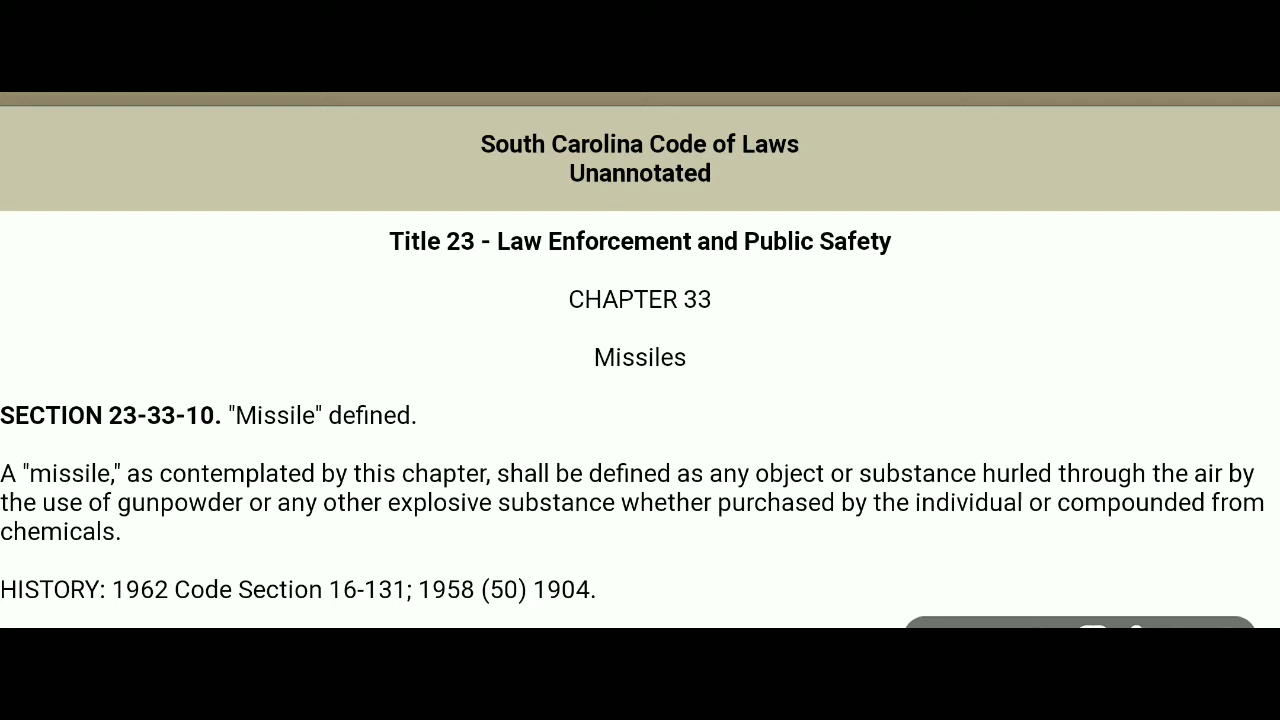 South Carolina Code of Laws
Unannotated
Title 23 - Law Enforcement and Public Safety
CHAPTER 33
Missiles
SECTION 23-33-10. "Missile" defined.
A "missile," as contemplated by this chapter, shall be defined as any object or substance hurled through the air by
the use of gunpowder or any other explosive substance whether purchased by the individual or compounded from
chemicals.
HISTORY: 1962 Code Section 16-131; 1958 (50) 1904.